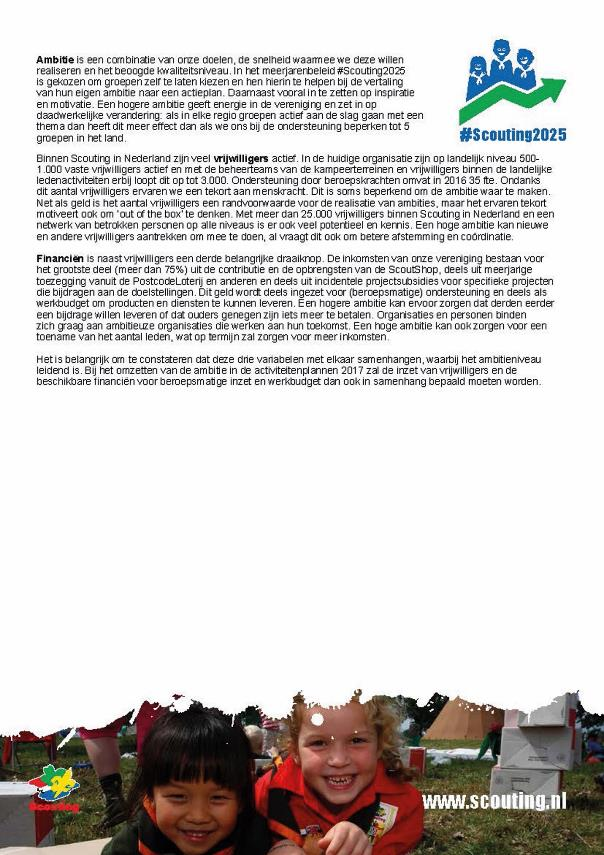 Ambitie is een combinatie van onze doelen, de snelheid waarmee we deze willen
realiseren en het beoogde kwaliteitsniveau. In het meerjarenbeleid #Scouting2025
is gekozen om groepen zelf te laten kiezen en hen hierin te helpen bij de vertaling
van hun eigen ambitie naar een actieplan. Daarnaast vooral in te zetten op inspiratie
en motivatie. Een hogere ambitie geeft energie in de vereniging en zet in op
daadwerkelijke verandering: als in elke regio groepen actief aan de slag gaan met een
thema dan heeft dit meer effect dan als we ons bij de ondersteuning beperken tot 5
groepen in het land.
#Scouting2025
Binnen Scouting in Nederland zijn veel vrijwilligers actief. In de huidige organisatie zijn op landelijk niveau 500-
1.000 vaste vrijwilligers actief en met de beheerteams van de kampeerterreinen en vrijwilligers binnen de landelijke
ledenactiviteiten erbij loopt dit op tot 3.000. Ondersteuning door beroepskrachten omvat in 2016 35 fte. Ondanks
dit aantal vrijwilligers ervaren we een tekort aan menskracht. Dit is soms beperkend om de ambitie waar te maken.
Net als geld is het aantal vrijwilligers een randvoorwaarde voor de realisatie van ambities, maar het ervaren tekort
motiveert ook om 'out of the box' te denken. Met meer dan 25.000 vrijwilligers binnen Scouting in Nederland en een
netwerk van betrokken personen op alle niveaus is er ook veel potentieel en kennis. Een hoge ambitie kan nieuwe
en andere vrijwilligers aantrekken om mee te doen, al vraagt dit ook om betere afstemming en coördinatie.
Financiën is naast vrijwilligers een derde belangrijke draaiknop. De inkomsten van onze vereniging bestaan voor
het grootste deel (meer dan 75%) uit de contributie en de opbrengsten van de ScoutShop, deels uit meerjarige
toezegging vanuit de PostcodeLoterij en anderen en deels uit incidentele projectsubsidies voor specifieke projecten
die bijdragen aan de doelstellingen. Dit geld wordt deels ingezet voor (beroepsmatige) ondersteuning en deels als
werkbudget om producten en diensten te kunnen leveren. Een hogere ambitie kan ervoor zorgen dat derden eerder
een bijdrage willen leveren of dat ouders genegen zijn iets meer te betalen. Organisaties en personen binden
zich graag aan ambitieuze organisaties die werken aan hun toekomst. Een hoge ambitie kan ook zorgen voor een
toename van het aantal leden, wat op termijn zal zorgen voor meer inkomsten.
Het is belangrijk om te constateren dat deze drie variabelen met elkaar samenhangen, waarbij het ambitieniveau
leidend is. Bij het omzetten van de ambitie in de activiteitenplannen 2017 zal de inzet van vrijwilligers en de
beschikbare financiën voor beroepsmatige inzet en werkbudget dan ook in samenhang bepaald moeten worden.
Scouting
www.scouting.nl